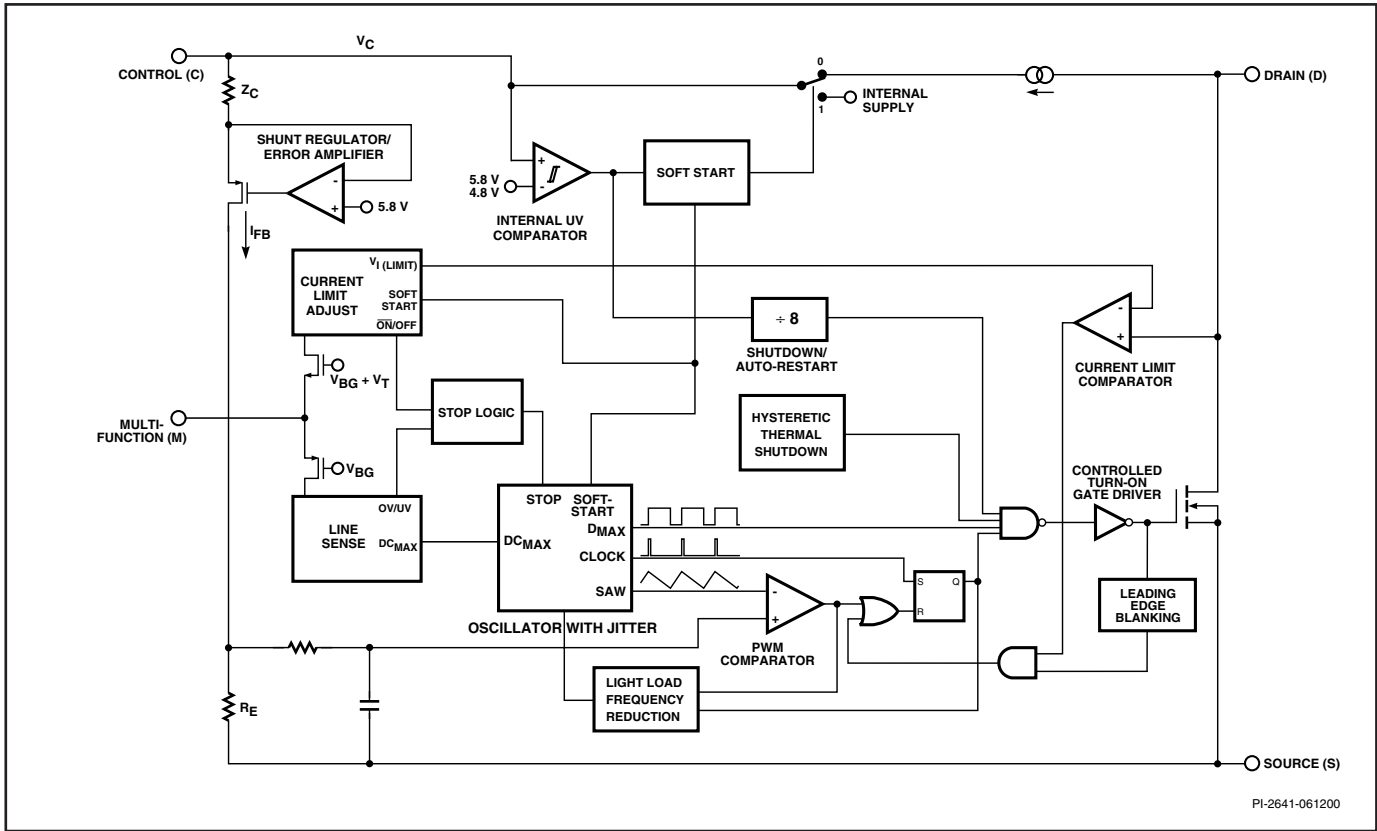 V_C
0
CONTROL (C)
DRAIN (D)
Z_C
INTERNAL
SUPPLY
1
SHUNT REGULATOR/
ERROR AMPLIFIER
-
+
5.8 V
I_FB
+
-
5.8 V
4.8 V
INTERNAL UV
COMPARATOR
SOFT START
CURRENT
LIMIT
ADJUST
V_I (LIMIT)
SOFT
START
O̅N̅/OFF
÷ 8
SHUTDOWN/
AUTO-RESTART
-
+
CURRENT LIMIT
COMPARATOR
V_BG + V_T
MULTI-
FUNCTION (M)
STOP LOGIC
HYSTERETIC
THERMAL
SHUTDOWN
V_BG
CONTROLLED
TURN-ON
GATE DRIVER
OV/UV
LINE
SENSE
DC_MAX
STOP
SOFT-
START
DC_MAX
D_MAX
CLOCK
SAW
OSCILLATOR WITH JITTER
-
+
PWM
COMPARATOR
S
Q
R
LEADING
EDGE
BLANKING
LIGHT LOAD
FREQUENCY
REDUCTION
R_E
SOURCE (S)
PI-2641-061200